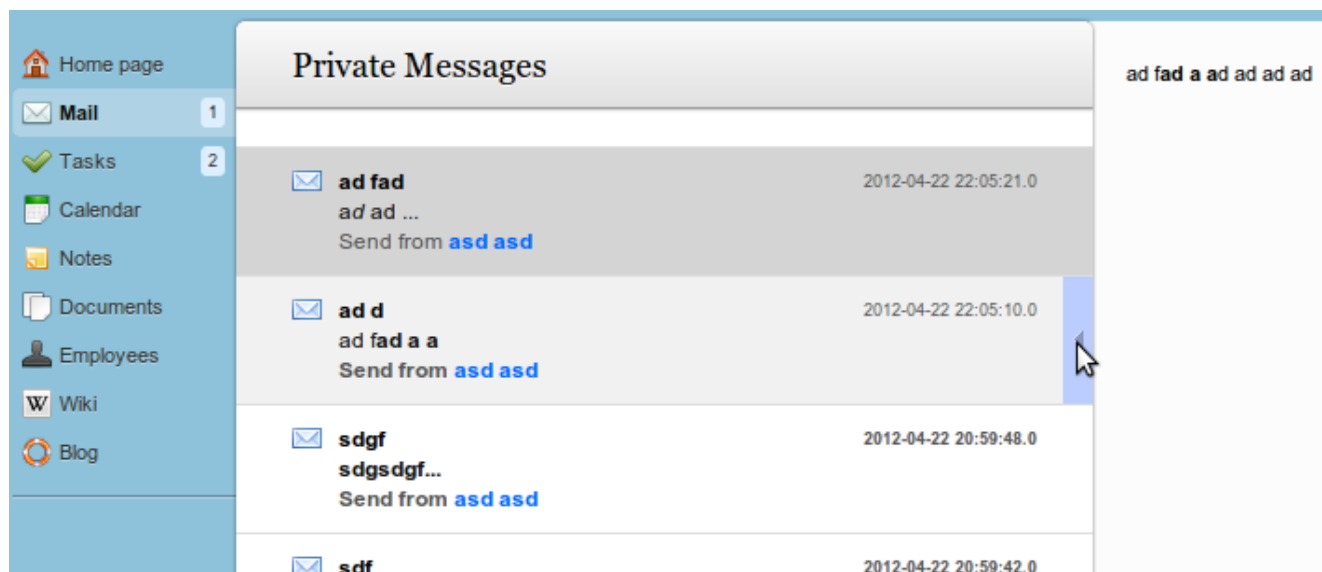 Home page
Mail 1
Tasks 2
Calendar
Notes
Documents
Employees
W Wiki
Blog
Private Messages
ad fad 2012-04-22 22:05:21.0
ad ad ...
Send from asd asd
ad d 2012-04-22 22:05:10.0
ad fad a a
Send from asd asd
sdgf 2012-04-22 20:59:48.0
sdgsdgf...
Send from asd asd
sdf 2012-04-22 20:59:42.0
ad fad a ad ad ad ad